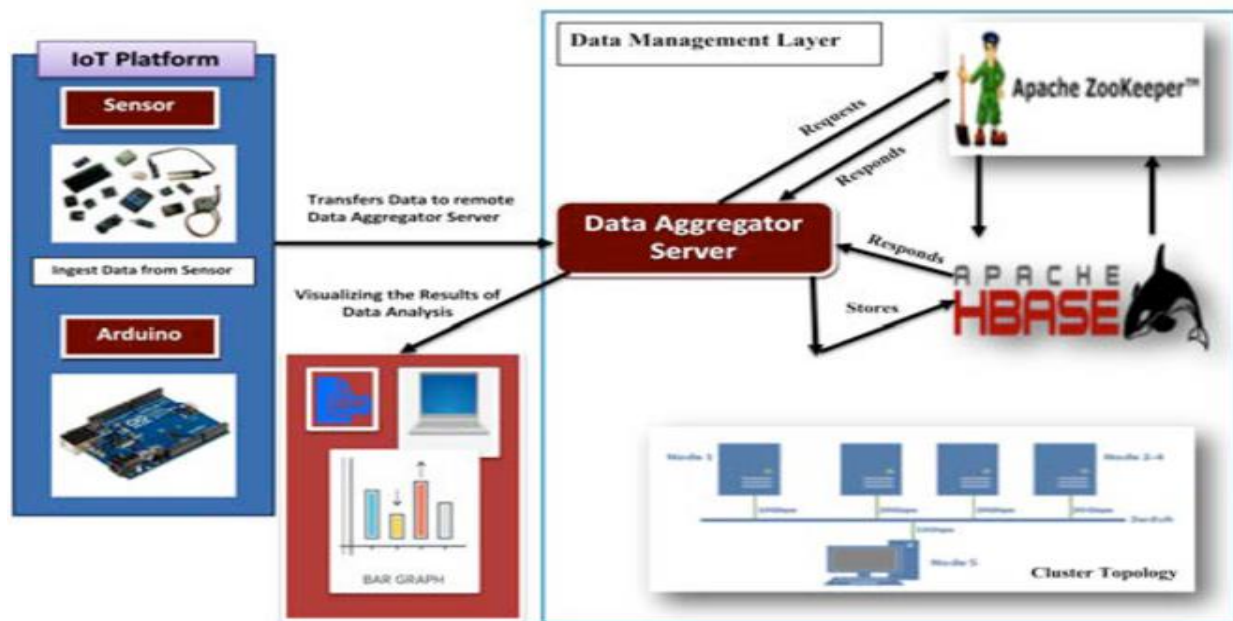 IoT Platform
Sensor
Ingest Data from Sensor
Arduino
Transfers Data to remote
Data Aggregator Server
Visualizing the Results of
Data Analysis
BAR GRAPH
Data Management Layer
Requests
Responds
Apache ZooKeeper™
Data Aggregator
Server
Responds
Stores
APACHE
HBASE
Node 1
Node 2-4
Switch
Node 5
Cluster Topology